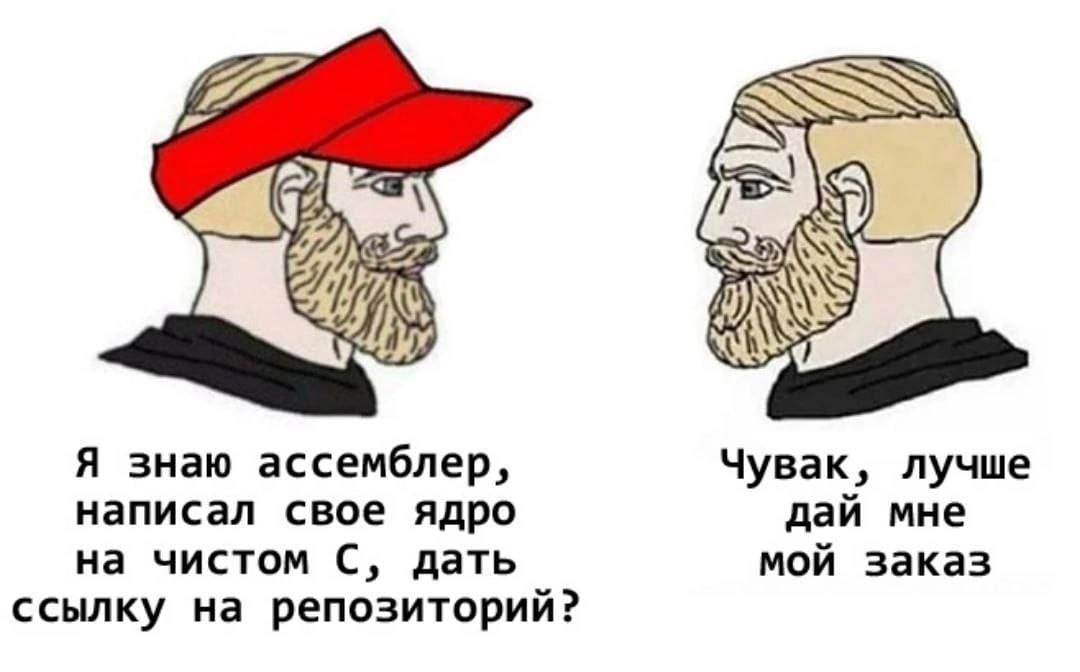 Я знаю ассемблер,
написал свое ядро
на чистом С, дать
ссылку на репозиторий?
Чувак, лучше
дай мне
мой заказ